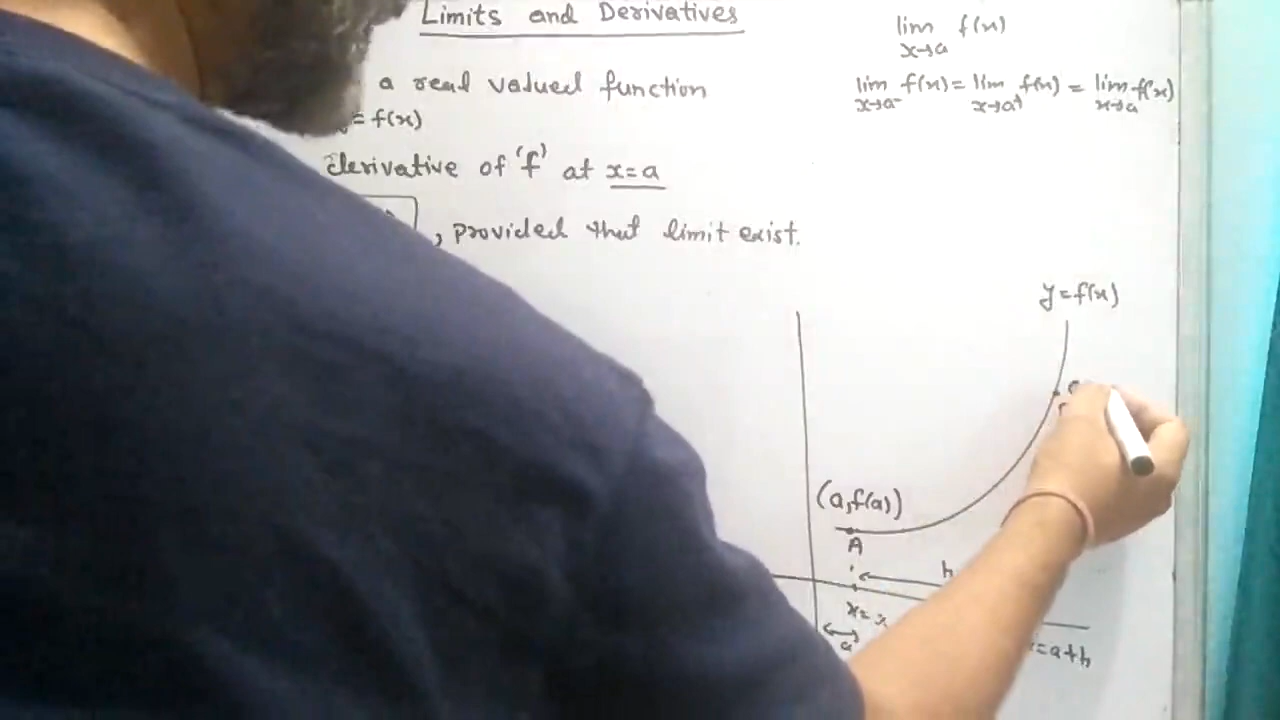 Limits and Derivatives
a real valued function
= f(x)
derivative of 'f' at x=a
, provided that limit exist.
lim f(x)
x→a
lim f(x) = lim f(x) = lim f(x)
x→a⁻ x→a⁺ x→a
y=f(x)
(a,f(a))
A
h
x=
=a+h
a